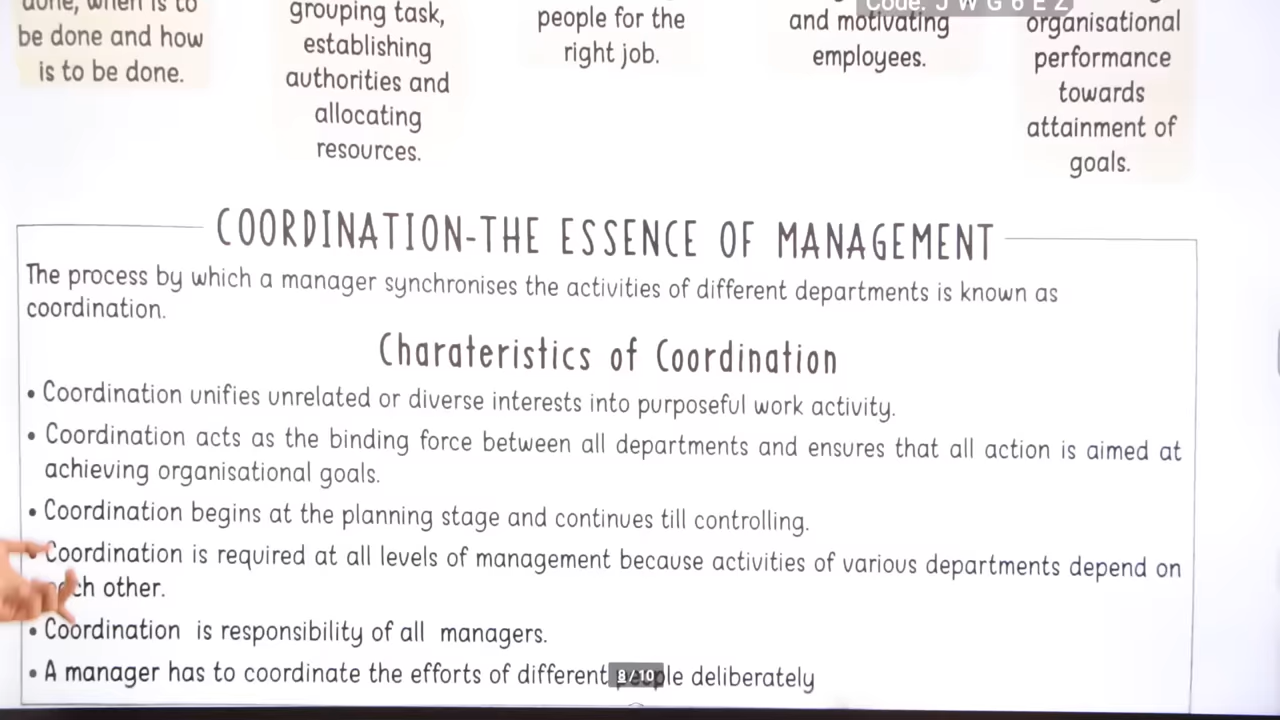 done, when is to
be done and how
is to be done.
grouping task,
establishing
authorities and
allocating
resources.
people for the
right job.
and motivating
employees.
Code: J W G 6 E Z
organisational
performance
towards
attainment of
goals.
COORDINATION-THE ESSENCE OF MANAGEMENT
The process by which a manager synchronises the activities of different departments is known as
coordination.
Charateristics of Coordination
• Coordination unifies unrelated or diverse interests into purposeful work activity.
• Coordination acts as the binding force between all departments and ensures that all action is aimed at
achieving organisational goals.
• Coordination begins at the planning stage and continues till controlling.
• Coordination is required at all levels of management because activities of various departments depend on
each other.
• Coordination is responsibility of all managers.
• A manager has to coordinate the efforts of different people deliberately
8/10